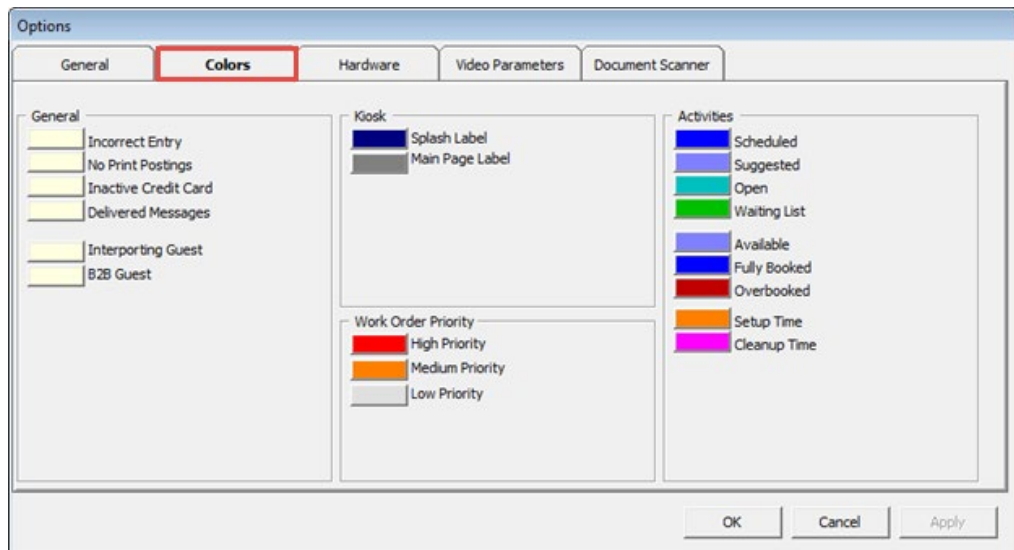 Options
General
Colors
Hardware
Video Parameters
Document Scanner
General
Incorrect Entry
No Print Postings
Inactive Credit Card
Delivered Messages
Interporting Guest
B2B Guest
Kiosk
Splash Label
Main Page Label
Work Order Priority
High Priority
Medium Priority
Low Priority
Activities
Scheduled
Suggested
Open
Waiting List
Available
Fully Booked
Overbooked
Setup Time
Cleanup Time
OK
Cancel
Apply